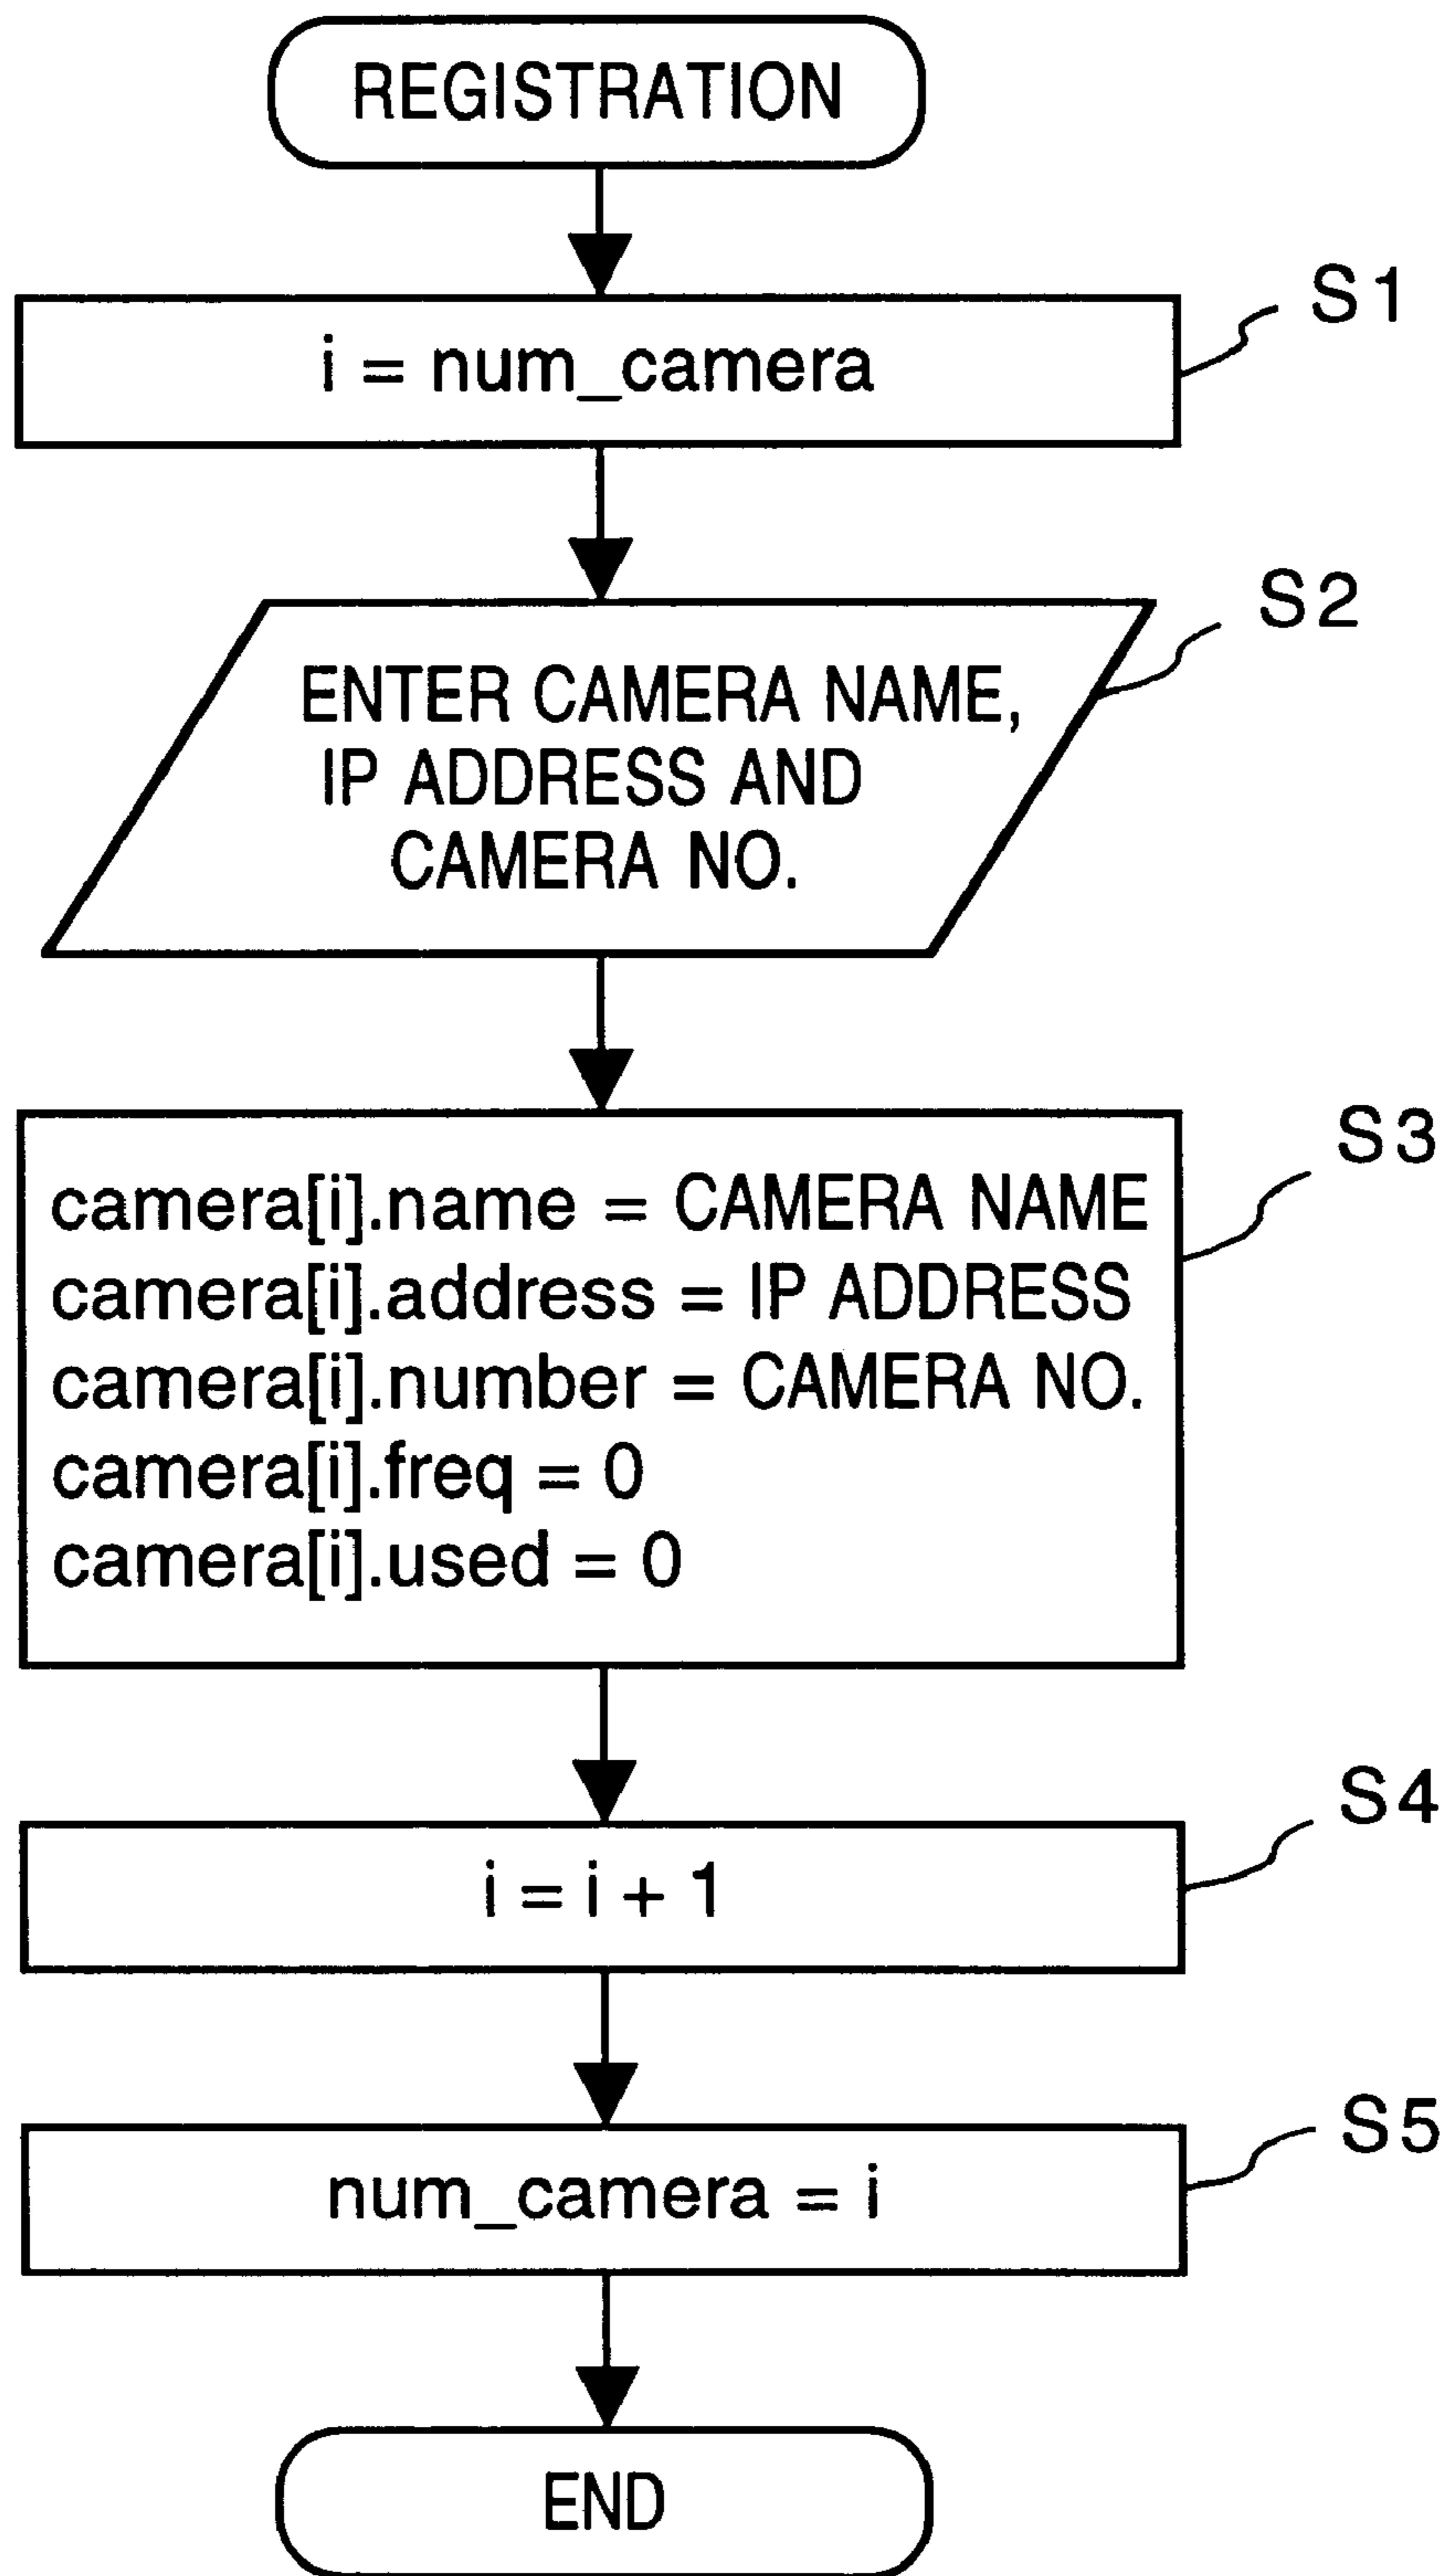 REGISTRATION
S1
i = num_camera
S2
ENTER CAMERA NAME,
IP ADDRESS AND
CAMERA NO.
S3
camera[i].name = CAMERA NAME
camera[i].address = IP ADDRESS
camera[i].number = CAMERA NO.
camera[i].freq = 0
camera[i].used = 0
S4
i = i + 1
S5
num_camera = i
END